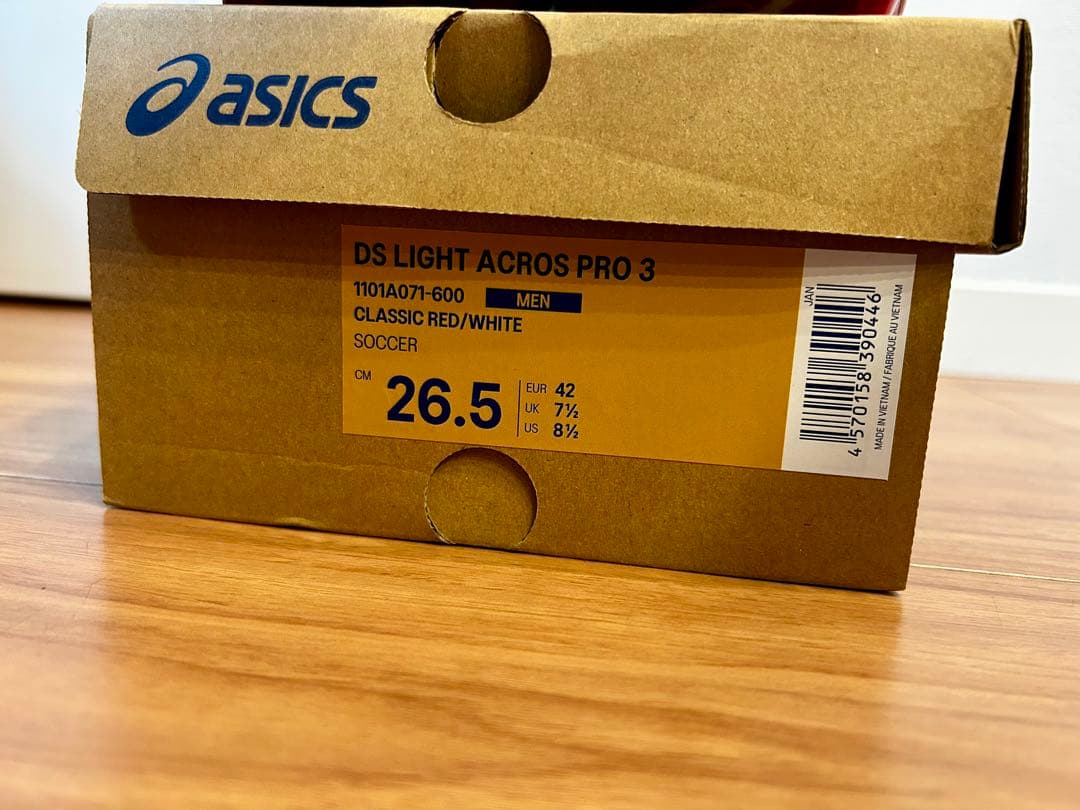 asics
DS LIGHT ACROS PRO 3
1101A071-600 MEN
CLASSIC RED/WHITE
SOCCER
CM 26.5
EUR 42
UK 7½
US 8½
JAN
4 570158 390446
MADE IN VIETNAM / FABRIQUE AU VIETNAM